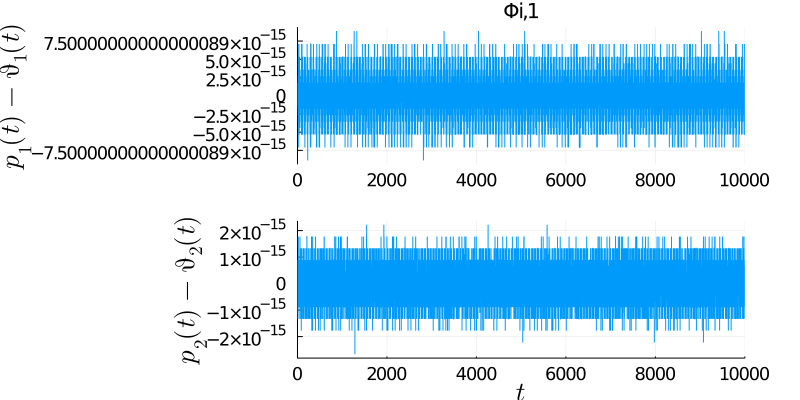 Φi,1
p₁(t) − ϑ₁(t)
7.500000000000000089×10⁻¹⁵
5.0×10⁻¹⁵
2.5×10⁻¹⁵
0
−2.5×10⁻¹⁵
−5.0×10⁻¹⁵
−7.500000000000000089×10⁻¹⁵
0 2000 4000 6000 8000 10000
p₂(t) − ϑ₂(t)
2×10⁻¹⁵
1×10⁻¹⁵
0
−1×10⁻¹⁵
−2×10⁻¹⁵
0 2000 4000 6000 8000 10000
t